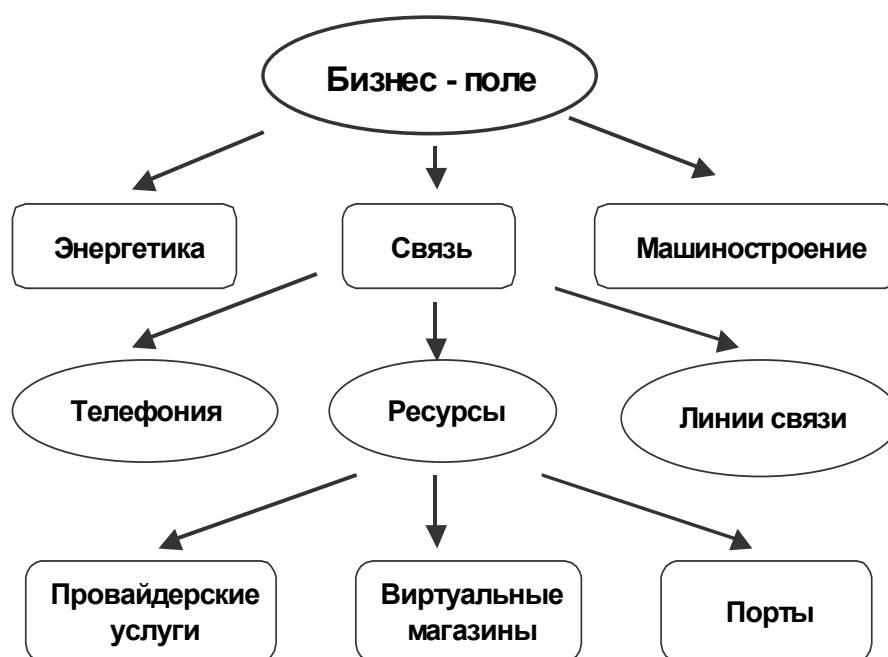 Бизнес - поле
Энергетика
Связь
Машиностроение
Телефония
Ресурсы
Линии связи
Провайдерские
услуги
Виртуальные
магазины
Порты